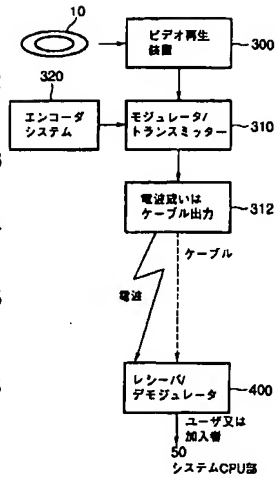 10
ビデオ再生
装置
300
320
エンコーダ
システム
モジュレータ/
トランスミッター
310
電波或いは
ケーブル出力
312
ケーブル
電波
レシーバ/
デモジュレータ
400
ユーザ又は
加入者
50
システムCPU部